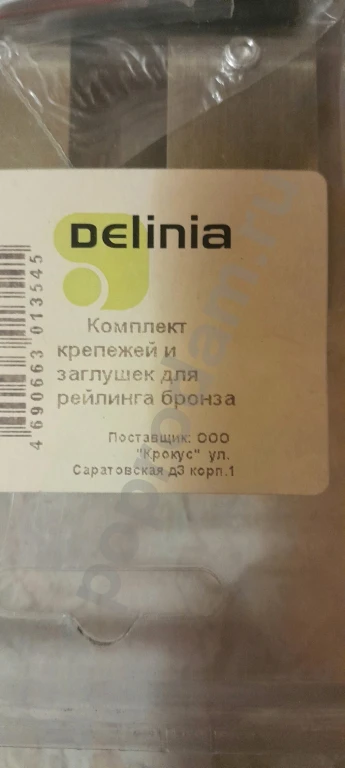 Delinia
Комплект
крепежей и
заглушек для
рейлинга бронза
Поставщик: ООО
"Крокус" ул.
Саратовская д3 корп.1
4 690663 013545